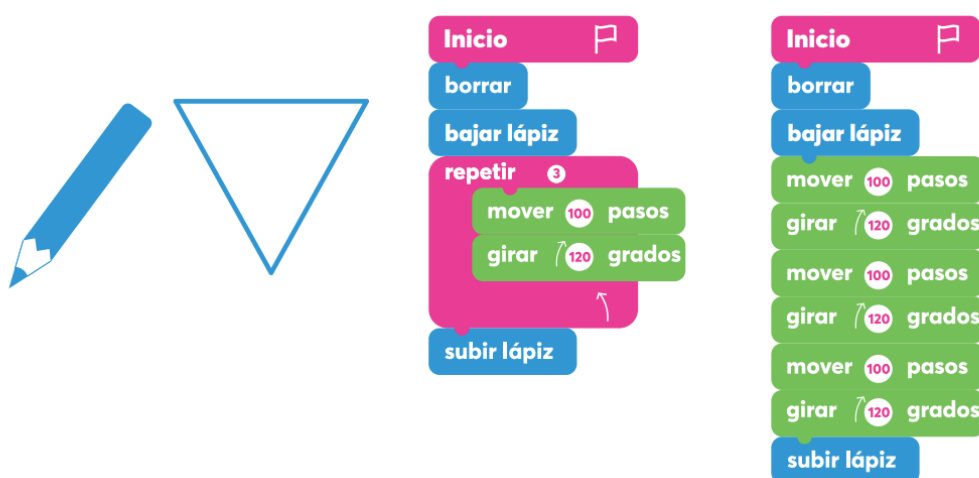 Inicio
borrar
bajar lápiz
repetir 3
mover 100 pasos
girar 120 grados
subir lápiz
Inicio
borrar
bajar lápiz
mover 100 pasos
girar 120 grados
mover 100 pasos
girar 120 grados
mover 100 pasos
girar 120 grados
subir lápiz